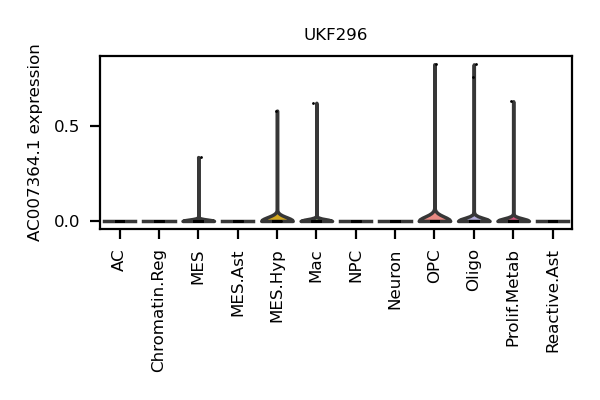 UKF296
AC007364.1 expression
0.5
0.0
AC
Chromatin.Reg
MES
MES.Ast
MES.Hyp
Mac
NPC
Neuron
OPC
Oligo
Prolif.Metab
Reactive.Ast